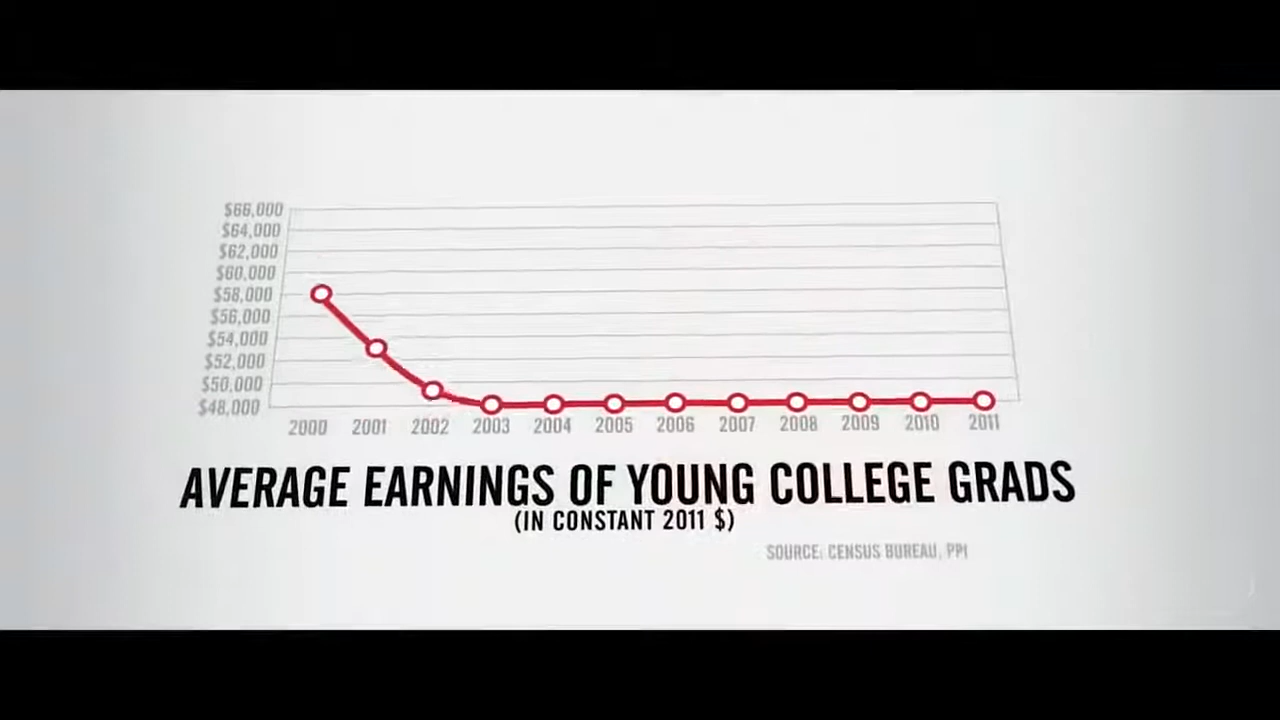 $66,000
$64,000
$62,000
$60,000
$58,000
$56,000
$54,000
$52,000
$50,000
$48,000
2000 2001 2002 2003 2004 2005 2006 2007 2008 2009 2010 2011
AVERAGE EARNINGS OF YOUNG COLLEGE GRADS
(IN CONSTANT 2011 $)
SOURCE: CENSUS BUREAU, PPI